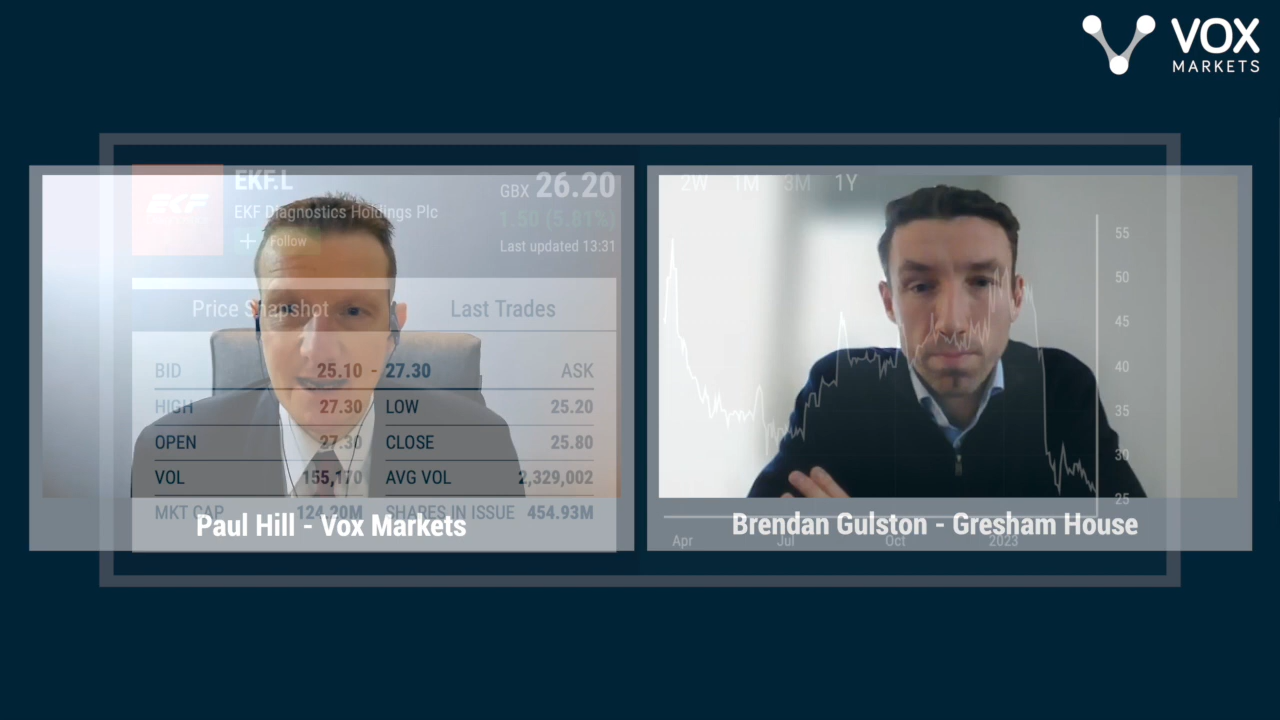 VOX
MARKETS
EKF
EKF.L
EKF Diagnostics Holdings Plc
+ Follow
GBX 26.20
1.50 (5.81%)
Last updated 13:31
Price Snapshot
Last Trades
BID 25.10 - 27.30 ASK
HIGH 27.30 LOW 25.20
OPEN 27.30 CLOSE 25.80
VOL 155,170 AVG VOL 2,329,002
MKT CAP 124.20M SHARES IN ISSUE 454.93M
Paul Hill - Vox Markets
2W 1M 3M 1Y
55
50
45
40
35
30
25
Brendan Gulston - Gresham House
Apr Jul Oct 2023